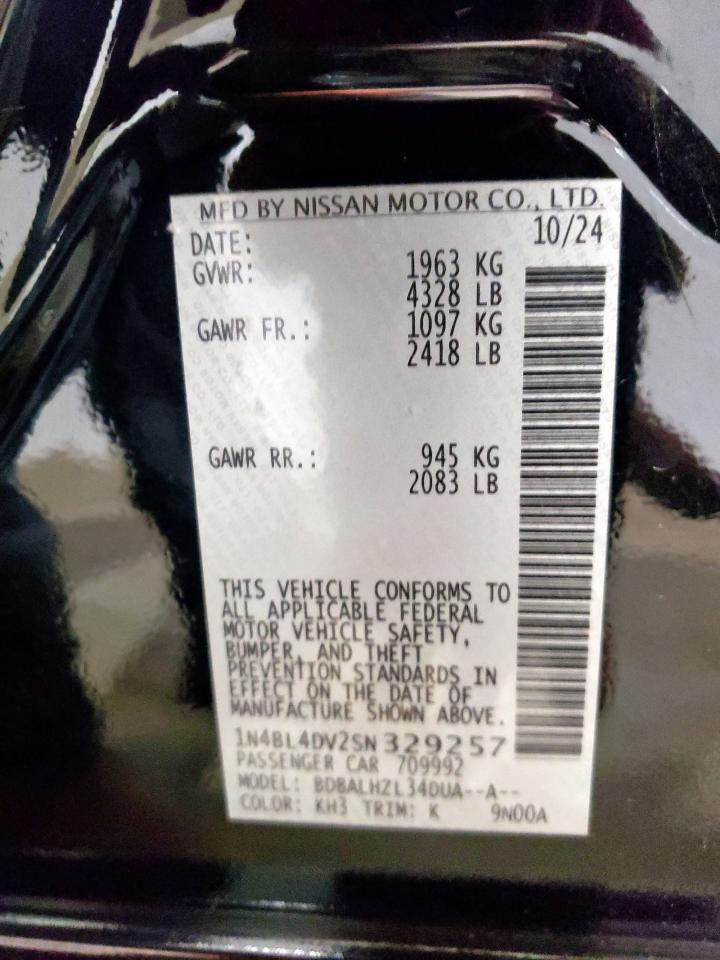 MFD BY NISSAN MOTOR CO., LTD.
DATE: 10/24
GVWR: 1963 KG
4328 LB
GAWR FR.: 1097 KG
2418 LB
GAWR RR.: 945 KG
2083 LB
THIS VEHICLE CONFORMS TO
ALL APPLICABLE FEDERAL
MOTOR VEHICLE SAFETY,
BUMPER, AND THEFT
PREVENTION STANDARDS IN
EFFECT ON THE DATE OF
MANUFACTURE SHOWN ABOVE.
1N4BL4DV2SN329257
PASSENGER CAR 709992
MODEL: BDBALHZL34DUA--A--
COLOR: KH3 TRIM: K 9N00A